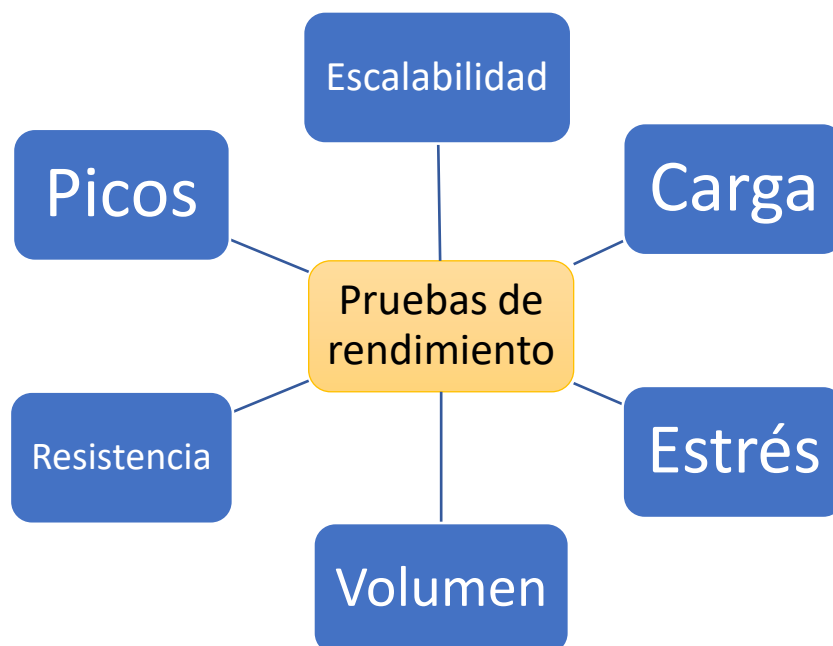 Escalabilidad
Picos
Carga
Pruebas de
rendimiento
Resistencia
Estrés
Volumen